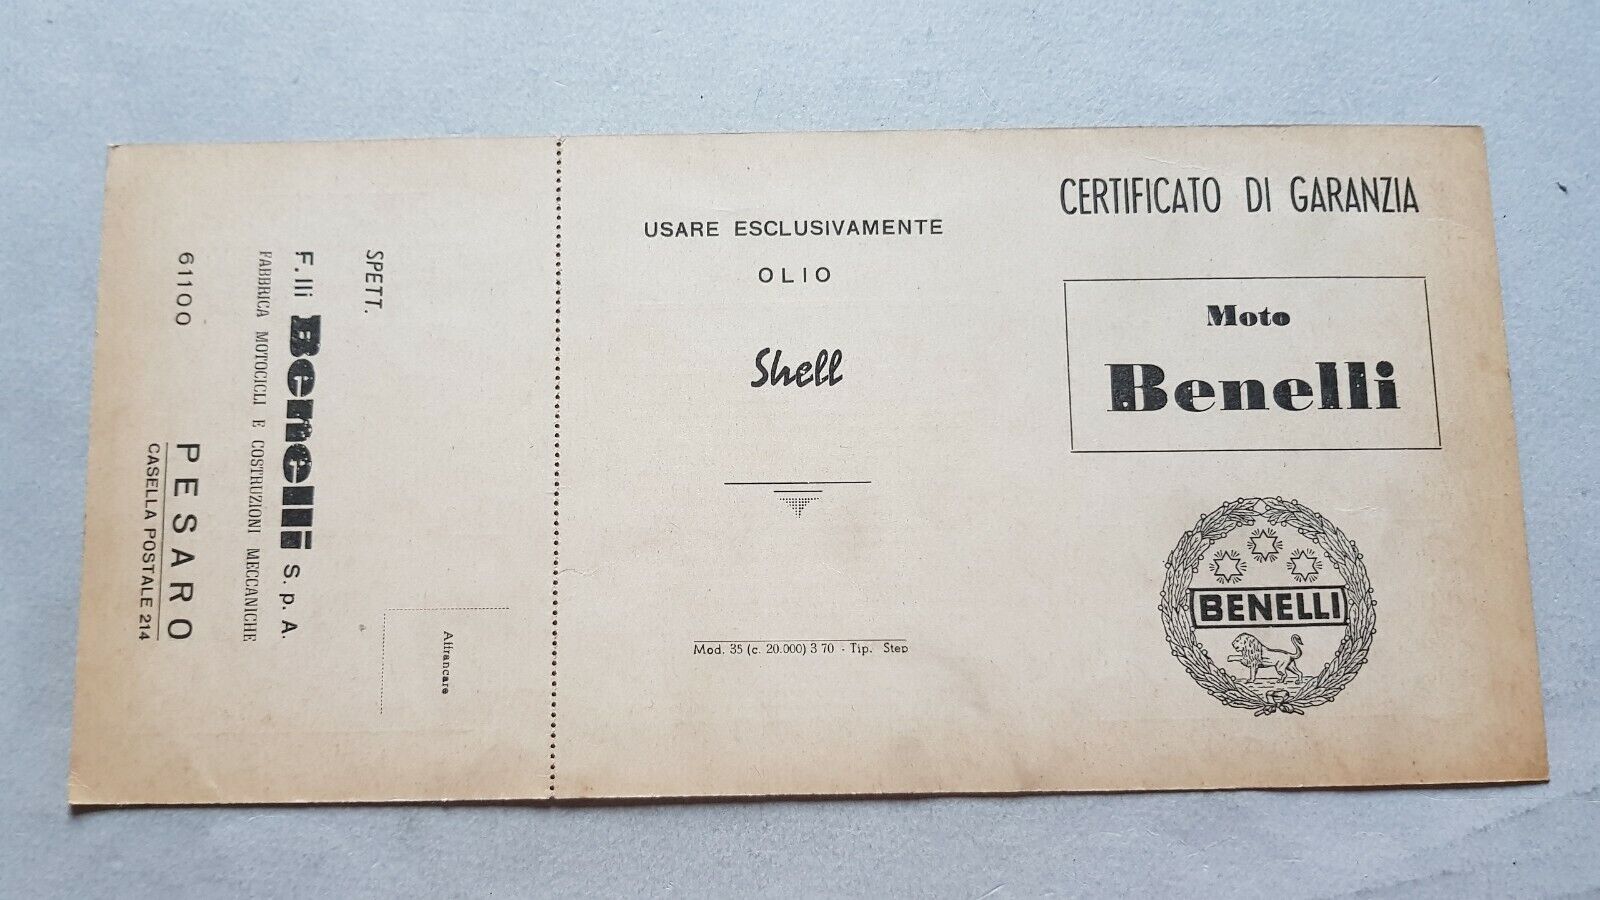 SPETT.
F.lli Benelli S. p. A.
FABBRICA MOTOCICLI E COSTRUZIONI MECCANICHE
61100 PESARO
CASELLA POSTALE 214
Affrancare
USARE ESCLUSIVAMENTE
OLIO
Shell
Mod. 35 (c. 20.000) 3 70 - Tip. Step
CERTIFICATO DI GARANZIA
Moto
Benelli
BENELLI